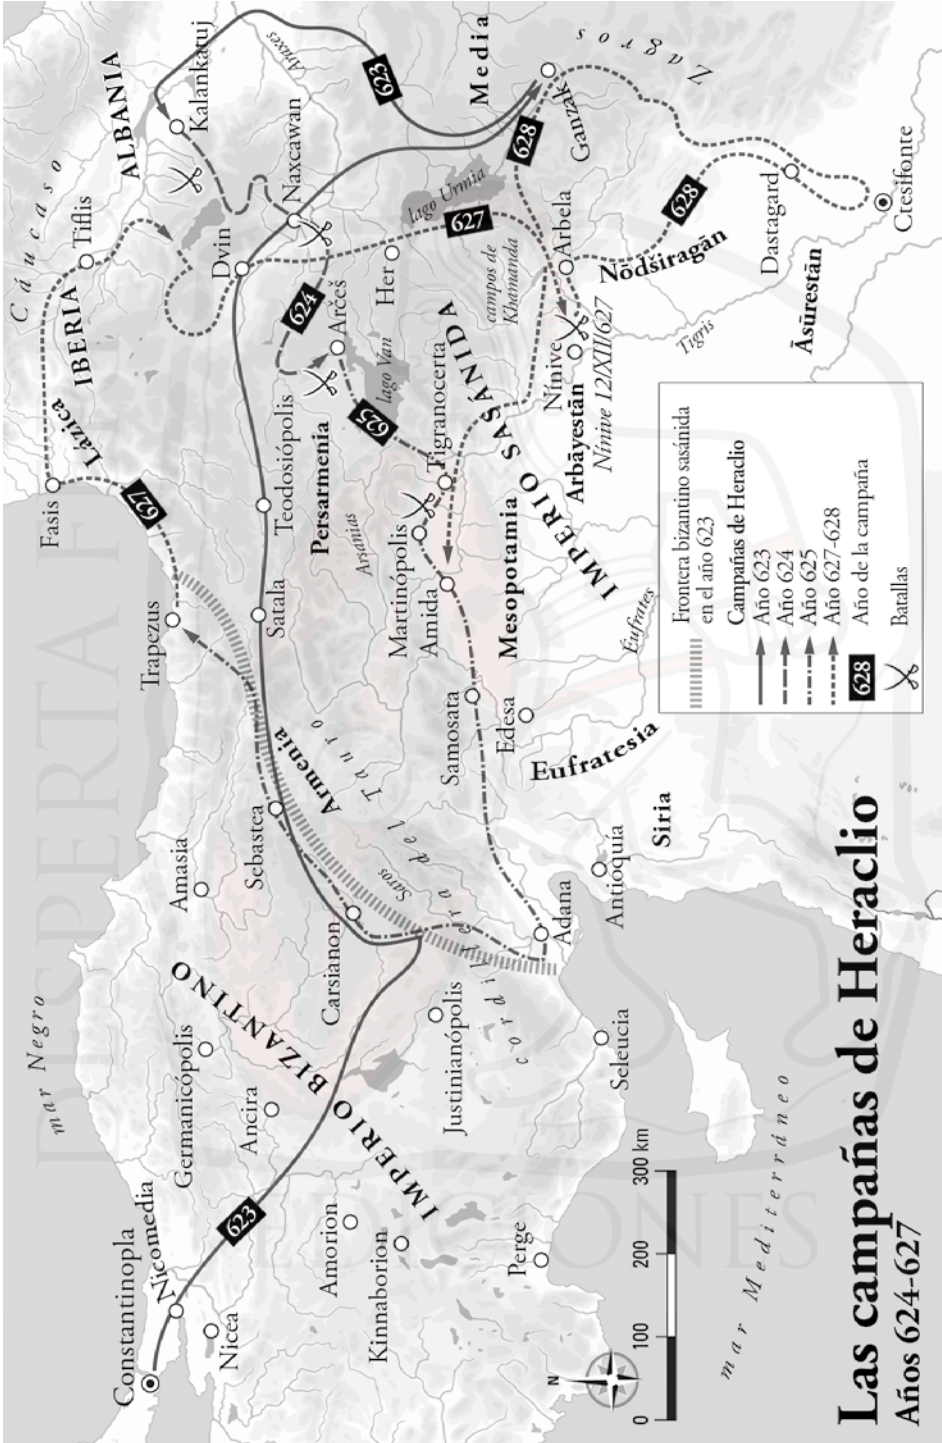 mar Negro
Cáucaso
Constantinopla
Nicomedia
Nicea
623
Germanicópolis
Ancira
Amorion
Kinnaborion
Perge
IMPERIO BIZANTINO
Amasia
Carsianon
Sebastea
Justinianópolis
Seleucia
cordillera del Tauro
Saros
Armenia
Adana
Antioquía
Siria
Trapezus
Satala
Teodosiópolis
Persarmenia
Arsanias
Martinópolis
Amida
Samosata
Edesa
Eufratesia
Mesopotamia
Éufrates
Fasis
627
Lázica
IBERIA
Tiflis
ALBANIA
Kalankatuj
Araxes
623
Dvin
Naxcawan
624
Arčeš
Her
lago Van
625
Tigranocerta
IMPERIO SASÁNIDA
lago Urmia
627
campos de
Khamanda
Media
628
Ganzak
Zagros
Arbela
Nínive
Arbāyestān
Nínive 12/XII/627
Nōdširagān
628
Tigris
Dastagard
Āsūrestān
Ctesifonte
mar Mediterráneo
N
0 100 200 300 km
Frontera bizantino sasánida
en el año 623
Campañas de Heraclio
Año 623
Año 624
Año 625
Año 627-628
628 Año de la campaña
Batallas
Las campañas de Heraclio
Años 624-627
DESPERTA FERRO
EDICIONES